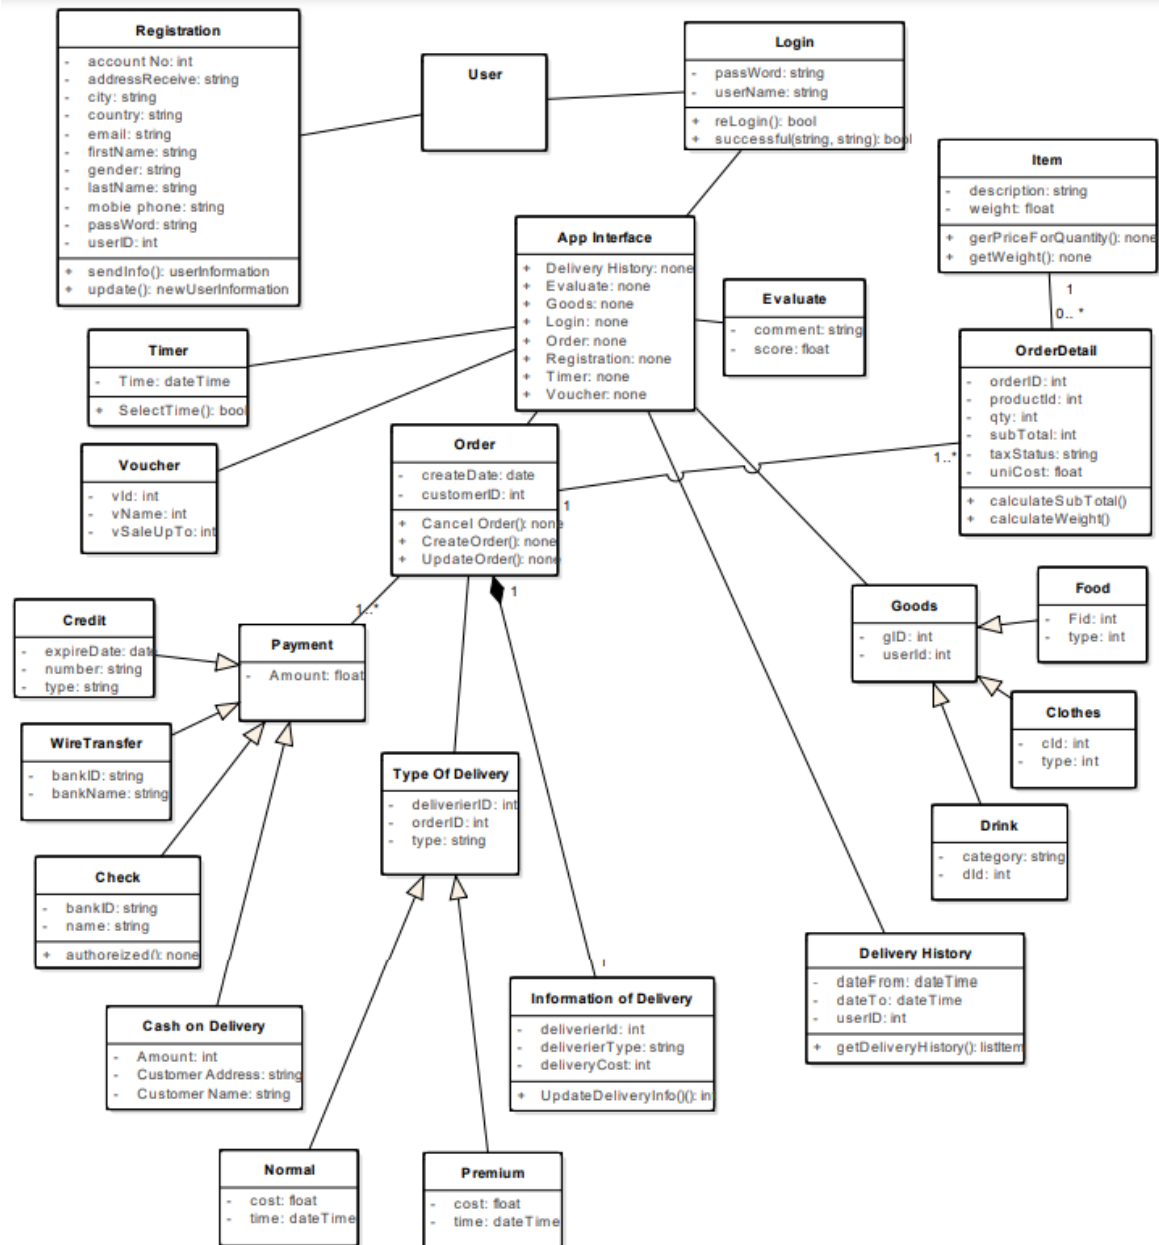 Registration
- account No: int
- addressReceive: string
- city: string
- country: string
- email: string
- firstName: string
- gender: string
- lastName: string
- mobie phone: string
- passWord: string
- userID: int
+ sendInfo(): userInformation
+ update(): newUserInformation
User
Login
- passWord: string
- userName: string
+ reLogin(): bool
+ successful(string, string): bool
Item
- description: string
- weight: float
+ gerPriceForQuantity(): none
+ getWeight(): none
1
0.. *
App Interface
+ Delivery History: none
+ Evaluate: none
+ Goods: none
+ Login: none
+ Order: none
+ Registration: none
+ Timer: none
+ Voucher: none
Evaluate
- comment: string
- score: float
Timer
- Time: dateTime
+ SelectTime(): bool
OrderDetail
- orderID: int
- productId: int
- qty: int
- subTotal: int
- taxStatus: string
- uniCost: float
+ calculateSubTotal()
+ calculateWeight()
1..*
1
Voucher
- vId: int
- vName: int
- vSaleUpTo: int
Order
- createDate: date
- customerID: int
+ Cancel Order(): none
+ CreateOrder(): none
+ UpdateOrder(): none
1
1..*
Credit
- expireDate: date
- number: string
- type: string
Payment
- Amount: float
Goods
- gID: int
- userId: int
Food
- Fid: int
- type: int
Clothes
- cId: int
- type: int
WireTransfer
- bankID: string
- bankName: string
Type Of Delivery
- deliverierID: int
- orderID: int
- type: string
Drink
- category: string
- dId: int
Check
- bankID: string
- name: string
+ authoreized(): none
Delivery History
- dateFrom: dateTime
- dateTo: dateTime
- userID: int
+ getDeliveryHistory(): listItem
Cash on Delivery
- Amount: int
- Customer Address: string
- Customer Name: string
Information of Delivery
- deliverierId: int
- deliverierType: string
- deliveryCost: int
+ UpdateDeliveryInfo()(): in
Normal
- cost: float
- time: dateTime
Premium
- cost: float
- time: dateTime